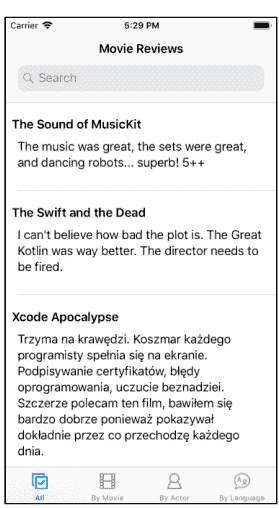 Carrier 5:29 PM
Movie Reviews
Search
The Sound of MusicKit
The music was great, the sets were great,
and dancing robots... superb! 5++
The Swift and the Dead
I can't believe how bad the plot is. The Great
Kotlin was way better. The director needs to
be fired.
Xcode Apocalypse
Trzyma na krawędzi. Koszmar każdego
programisty spełnia się na ekranie.
Podpisywanie certyfikatów, błędy
oprogramowania, uczucie beznadziei.
Szczerze polecam ten film, bawiłem się
bardzo dobrze ponieważ pokazywał
dokładnie przez co przechodzę każdego
dnia.
All By Movie By Actor By Language